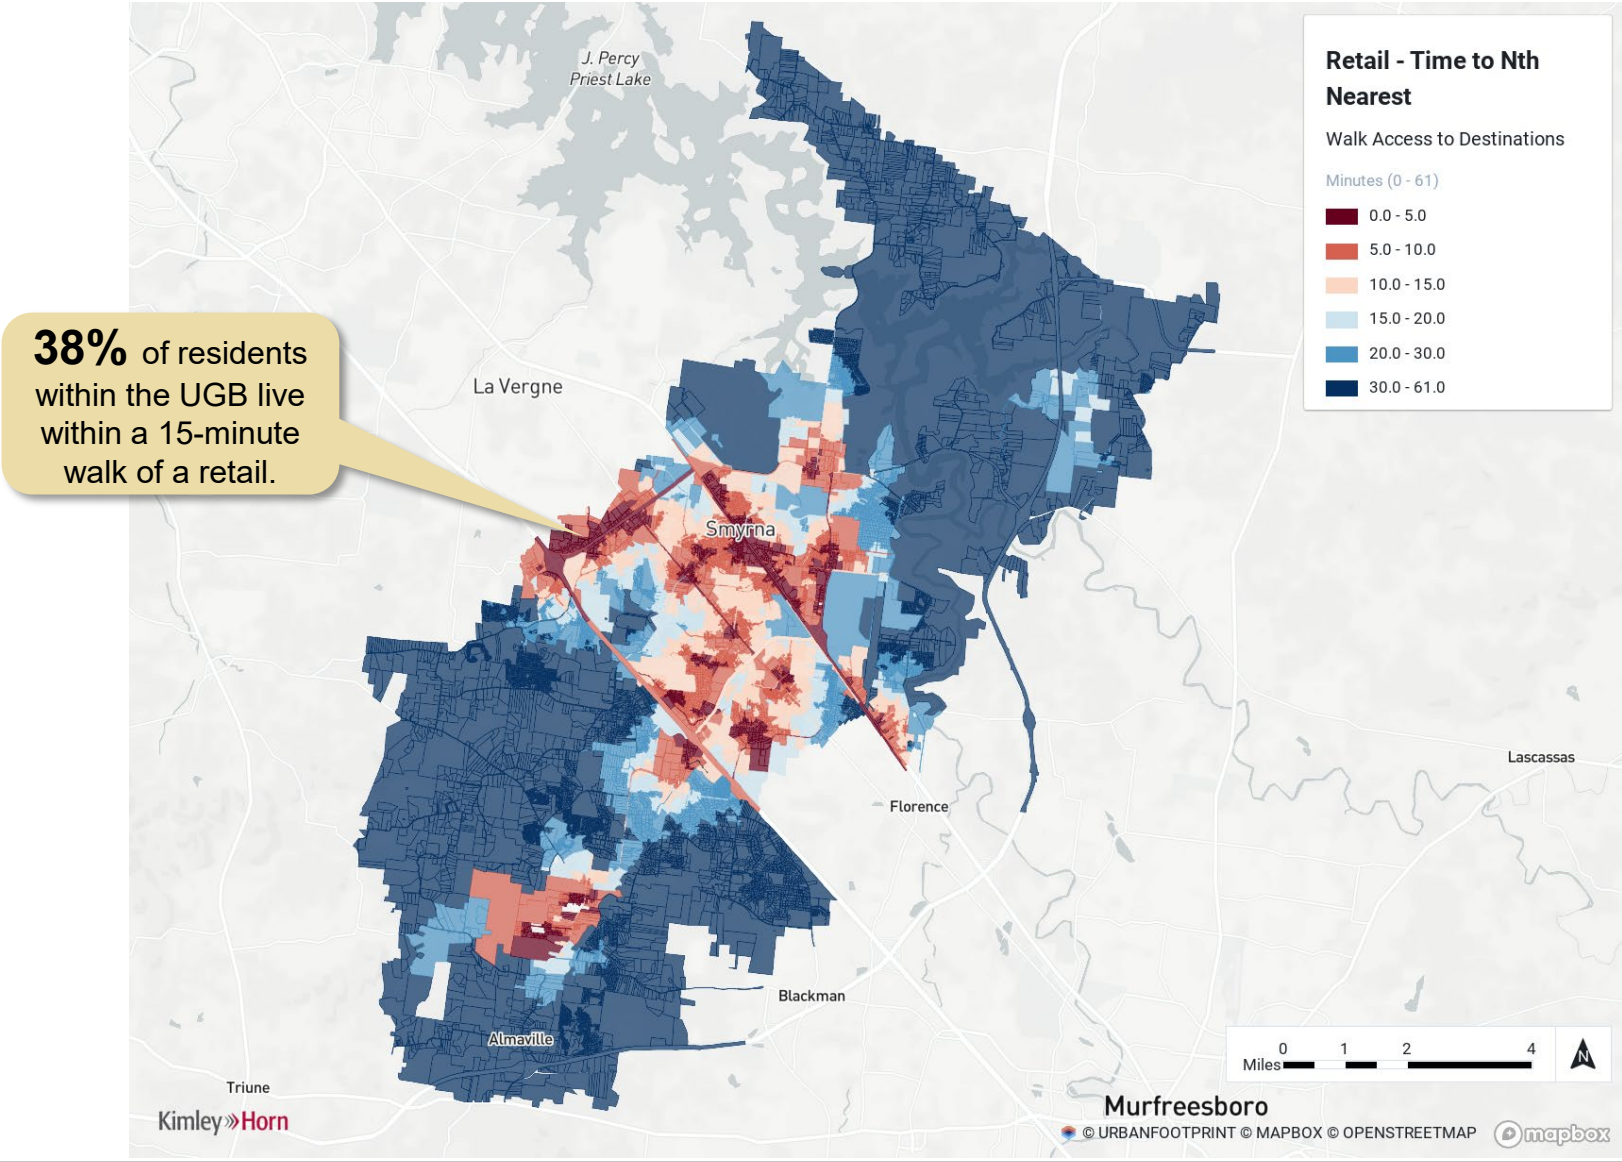 J. Percy
Priest Lake
Retail - Time to Nth
Nearest
Walk Access to Destinations
Minutes (0 - 61)
0.0 - 5.0
5.0 - 10.0
10.0 - 15.0
15.0 - 20.0
20.0 - 30.0
30.0 - 61.0
38% of residents
within the UGB live
within a 15-minute
walk of a retail.
La Vergne
Smyrna
Lascassas
Florence
Blackman
Almaville
Triune
Murfreesboro
Kimley»Horn
0 1 2 4
Miles
N
© URBANFOOTPRINT © MAPBOX © OPENSTREETMAP
mapbox